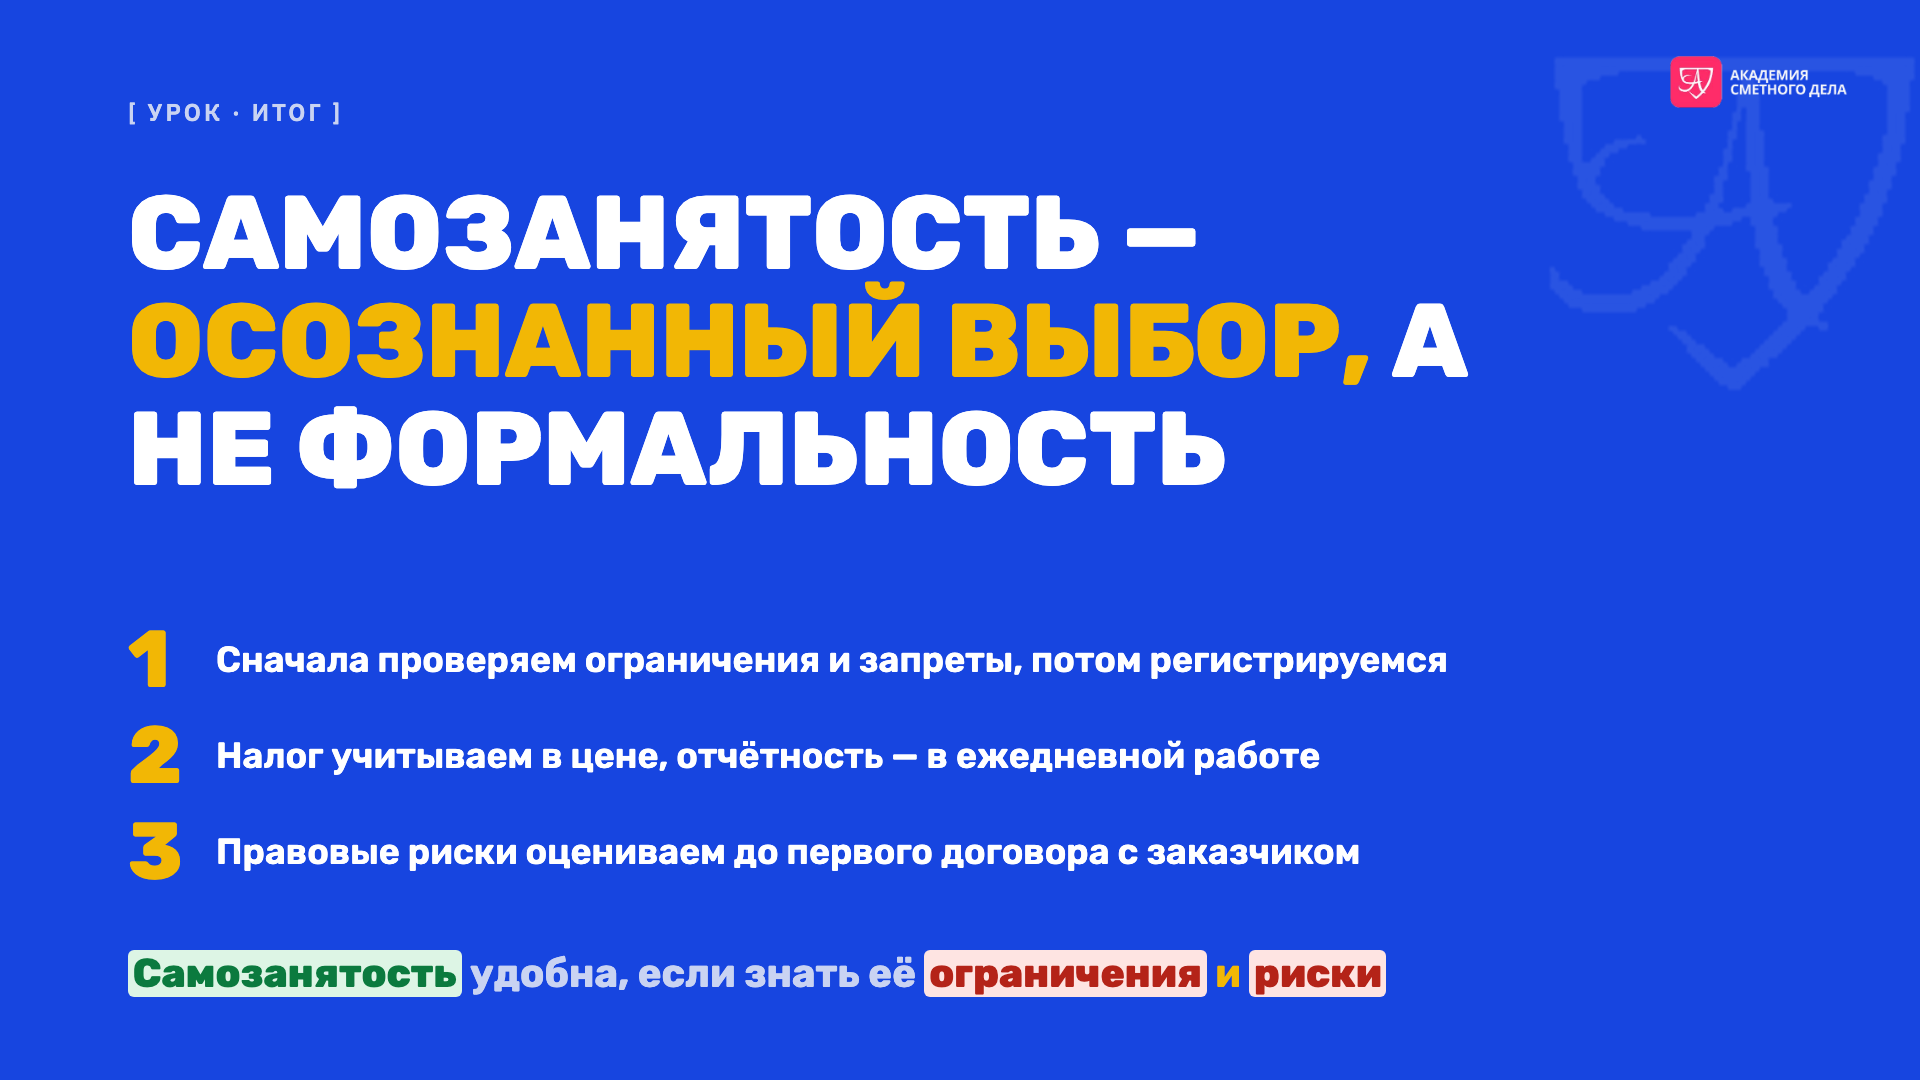 [ УРОК · ИТОГ ]
АКАДЕМИЯ
СМЕТНОГО ДЕЛА
САМОЗАНЯТОСТЬ —
ОСОЗНАННЫЙ ВЫБОР, А
НЕ ФОРМАЛЬНОСТЬ
1 Сначала проверяем ограничения и запреты, потом регистрируемся
2 Налог учитываем в цене, отчётность — в ежедневной работе
3 Правовые риски оцениваем до первого договора с заказчиком
Самозанятость удобна, если знать её ограничения и риски